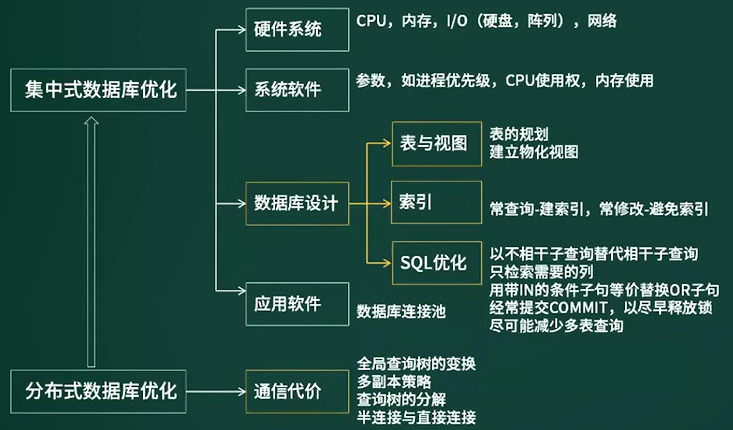 集中式数据库优化
硬件系统
CPU，内存，I/O（硬盘，阵列），网络
系统软件
参数，如进程优先级，CPU使用权，内存使用
数据库设计
表与视图
表的规划
建立物化视图
索引
常查询-建索引，常修改-避免索引
SQL优化
以不相干子查询替代相干子查询
只检索需要的列
用带IN的条件子句等价替换OR子句
经常提交COMMIT，以尽早释放锁
尽可能减少多表查询
应用软件
数据库连接池
分布式数据库优化
通信代价
全局查询树的变换
多副本策略
查询树的分解
半连接与直接连接